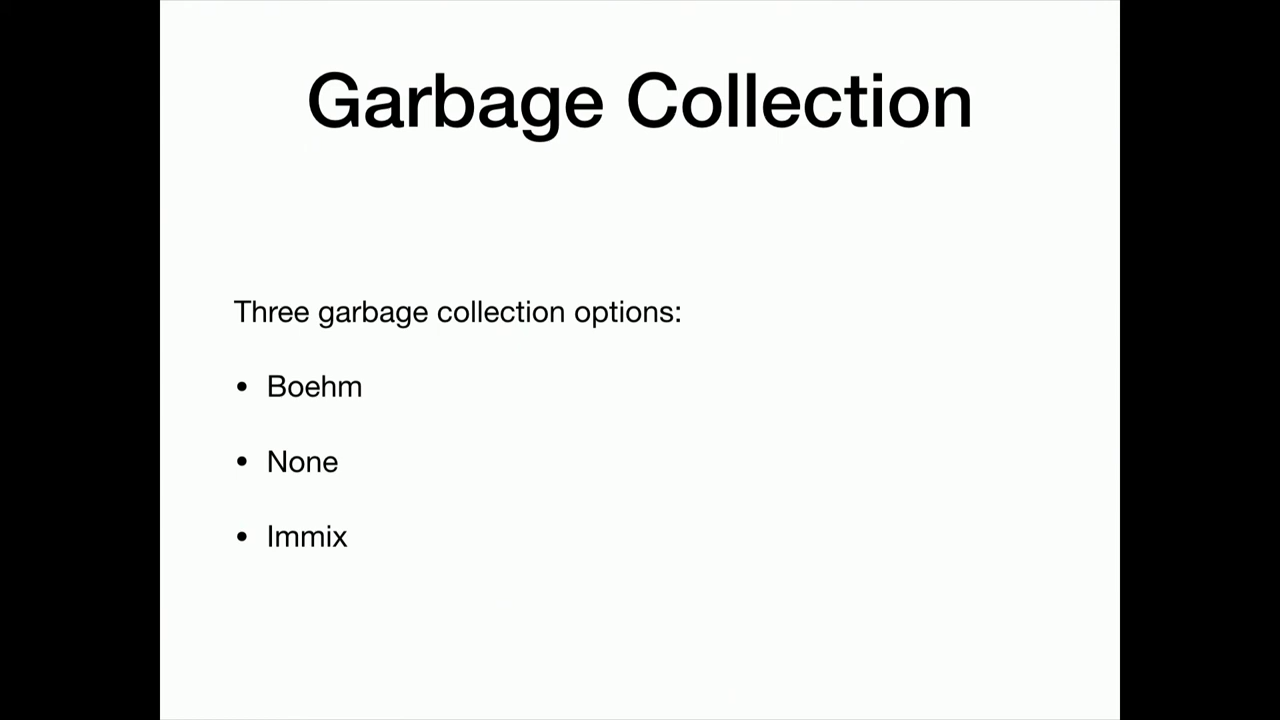 Garbage Collection
Three garbage collection options:
• Boehm
• None
• Immix